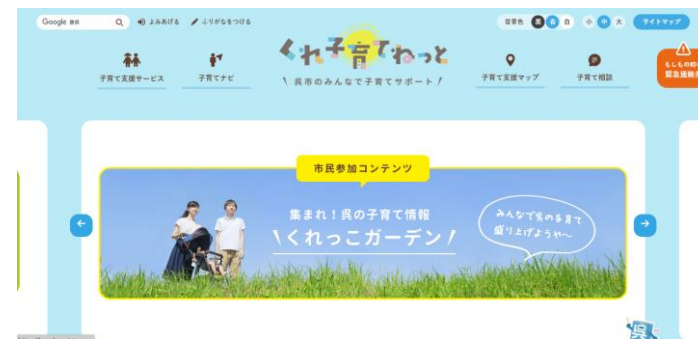 Google 提供
よみあげる
ふりがなをつける
くれ子育てねっと
背景色 黒 青 白
小 中 大
サイトマップ
子育て支援サービス
子育てナビ
\ 呉市のみんなで子育てサポート /
子育て支援マップ
子育て相談
もしもの時の
緊急連絡先
市民参加コンテンツ
集まれ!呉の子育て情報
\くれっこガーデン/
みんなで呉の子育て
盛り上げようや〜
呉